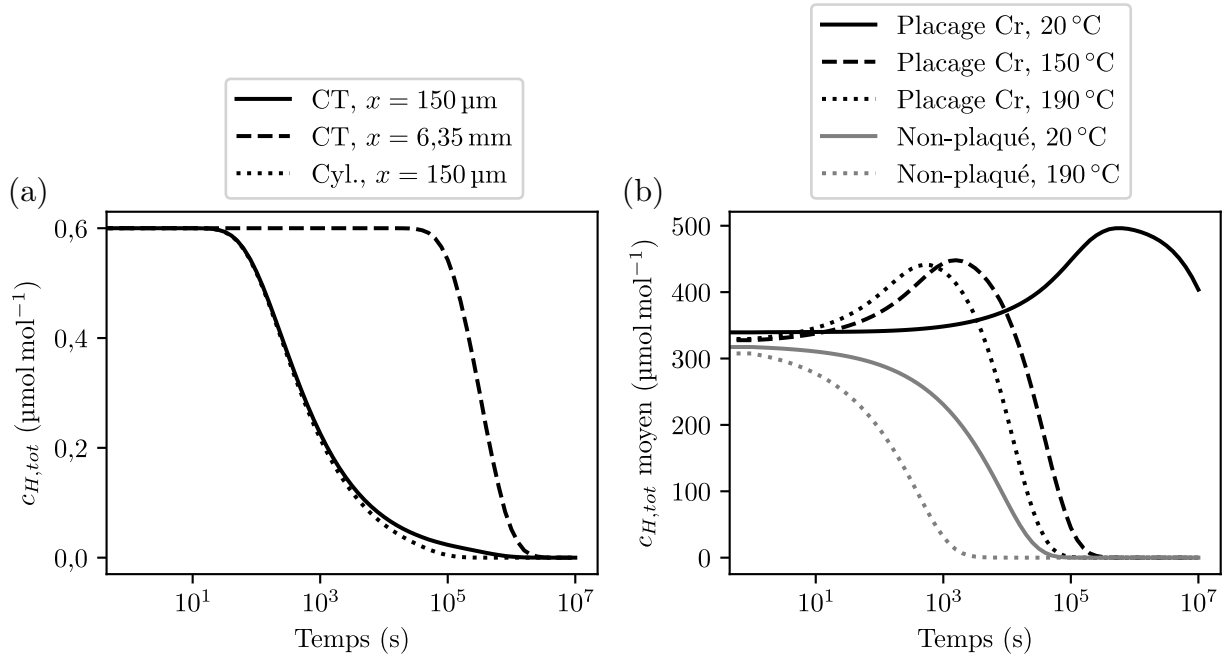 CT, x = 150 µm
CT, x = 6,35 mm
Cyl., x = 150 µm
(a)
0,6
0,4
0,2
0,0
c_{H,tot} (µmol mol⁻¹)
10¹ 10³ 10⁵ 10⁷
Temps (s)
Placage Cr, 20 °C
Placage Cr, 150 °C
Placage Cr, 190 °C
Non-plaqué, 20 °C
Non-plaqué, 190 °C
(b)
500
400
300
200
100
0
c_{H,tot} moyen (µmol mol⁻¹)
10¹ 10³ 10⁵ 10⁷
Temps (s)